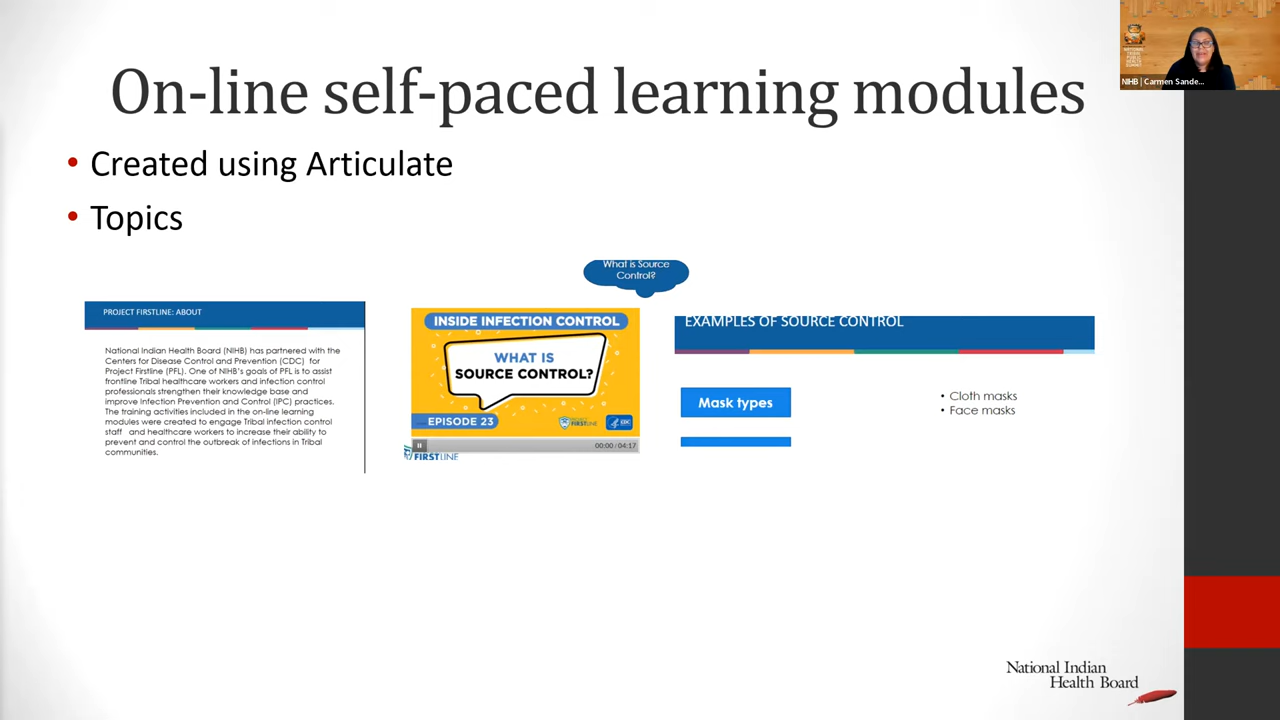 On-line self-paced learning modules
• Created using Articulate
• Topics
What is Source
Control?
PROJECT FIRSTLINE: ABOUT
National Indian Health Board (NIHB) has partnered with the
Centers for Disease Control and Prevention (CDC) for
Project Firstline (PFL). One of NIHB's goals of PFL is to assist
frontline Tribal healthcare workers and infection control
professionals strengthen their knowledge base and
improve Infection Prevention and Control (IPC) practices.
The training activities included in the on-line learning
modules were created to engage Tribal infection control
staff and healthcare workers to increase their ability to
prevent and control the outbreak of infections in Tribal
communities.
INSIDE INFECTION CONTROL
WHAT IS
SOURCE CONTROL?
EPISODE 23
FIRSTLINE
CDC
00:00 / 04:17
FIRSTLINE
EXAMPLES OF SOURCE CONTROL
Mask types
• Cloth masks
• Face masks
NIHB | Carmen Sande...
National Indian
Health Board